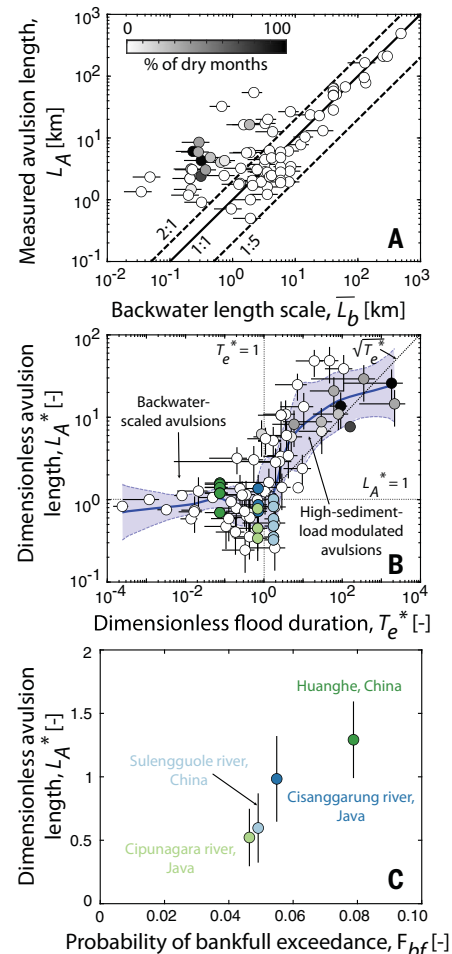 10³
0
100
% of dry months
10²
10¹
10⁰
10⁻¹
Measured avulsion length,
L_A [km]
2:1
1:1
1:5
A
10⁻²
10⁻¹
10⁰
10¹
10²
10³
Backwater length scale, L̅_b [km]
10²
10¹
10⁰
10⁻¹
Dimensionless avulsion
length, L_A* [-]
T_e* = 1
√T_e*
Backwater-
scaled avulsions
L_A* = 1
High-sediment-
load modulated
avulsions
B
10⁻⁴
10⁻²
10⁰
10²
10⁴
Dimensionless flood duration, T_e* [-]
2
1.5
1
0.5
0
Dimensionless avulsion
length, L_A* [-]
Huanghe, China
Sulengguole river,
China
Cisanggarung river,
Java
Cipunagara river,
Java
C
0.02
0.04
0.06
0.08
0.10
Probability of bankfull exceedance, F_bf [-]